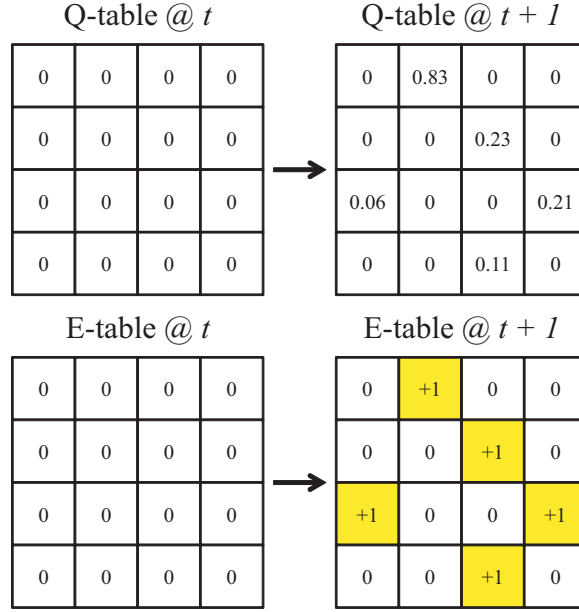 Q-table @ t
Q-table @ t + 1
0 0 0 0
0 0.83 0 0
0 0 0 0
0 0 0.23 0
0 0 0 0
0.06 0 0 0.21
0 0 0 0
0 0 0.11 0
E-table @ t
E-table @ t + 1
0 0 0 0
0 +1 0 0
0 0 0 0
0 0 +1 0
0 0 0 0
+1 0 0 +1
0 0 0 0
0 0 +1 0